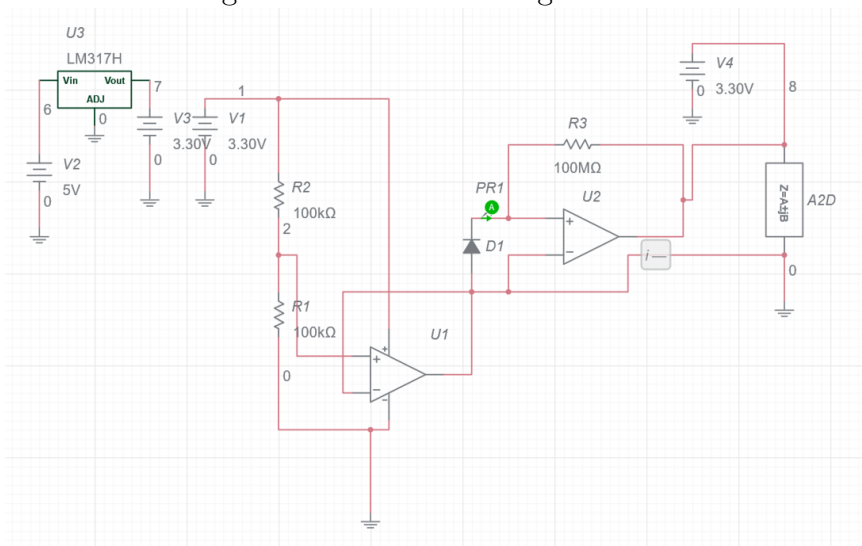 U3
LM317H
Vin
Vout
ADJ
6
7
0
V2
5V
0
V3
3.30V
0
1
V1
3.30V
0
R2
100kΩ
2
R1
100kΩ
0
U1
+
−
+
−
PR1
A
D1
R3
100MΩ
U2
+
−
i—
V4
0
3.30V
8
Z=A±jB
A2D
0